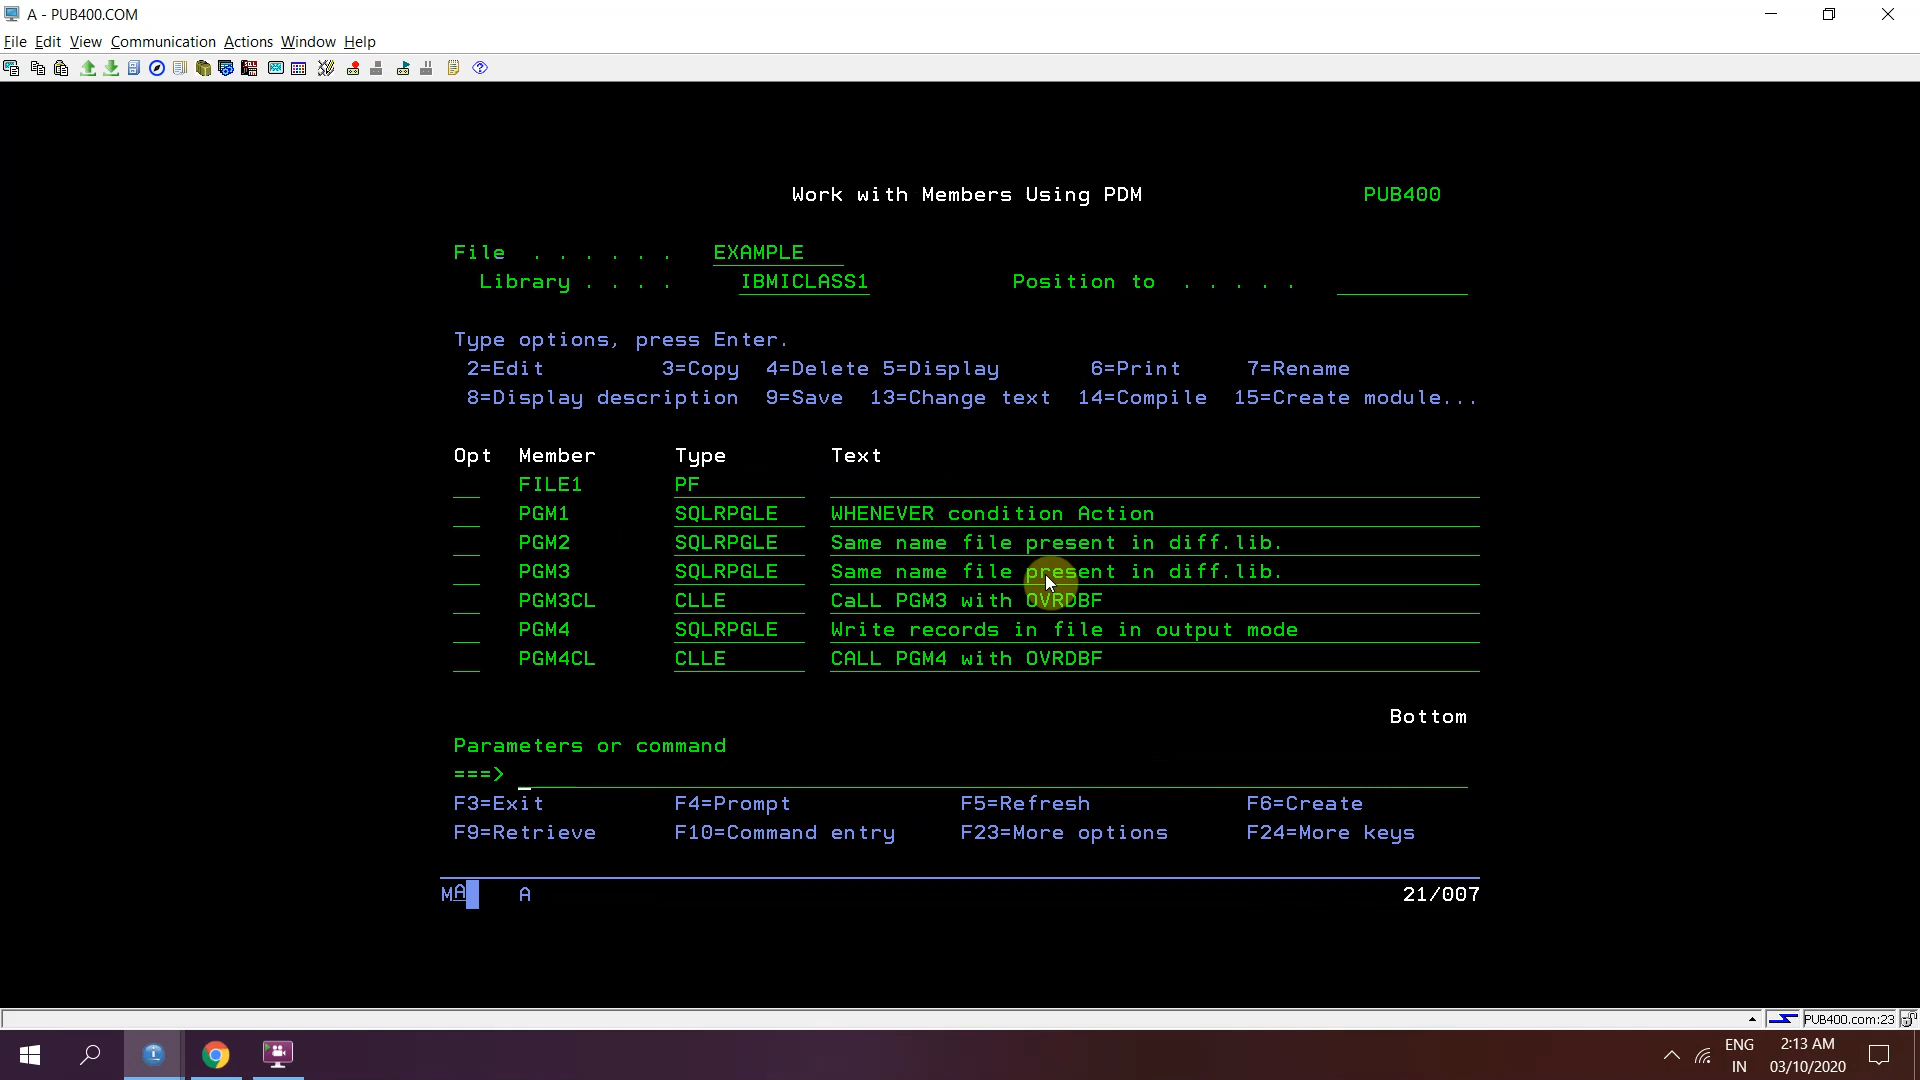 A - PUB400.COM
File Edit View Communication Actions Window Help
Work with Members Using PDM PUB400
File . . . . . . EXAMPLE
Library . . . . IBMICLASS1 Position to . . . . .
Type options, press Enter.
2=Edit 3=Copy 4=Delete 5=Display 6=Print 7=Rename
8=Display description 9=Save 13=Change text 14=Compile 15=Create module...
Opt Member Type Text
FILE1 PF
PGM1 SQLRPGLE WHENEVER condition Action
PGM2 SQLRPGLE Same name file present in diff.lib.
PGM3 SQLRPGLE Same name file present in diff.lib.
PGM3CL CLLE CaLL PGM3 with OVRDBF
PGM4 SQLRPGLE Write records in file in output mode
PGM4CL CLLE CALL PGM4 with OVRDBF
Bottom
Parameters or command
===>
F3=Exit F4=Prompt F5=Refresh F6=Create
F9=Retrieve F10=Command entry F23=More options F24=More keys
MA A 21/007
PUB400.com:23
ENG 2:13 AM
IN 03/10/2020